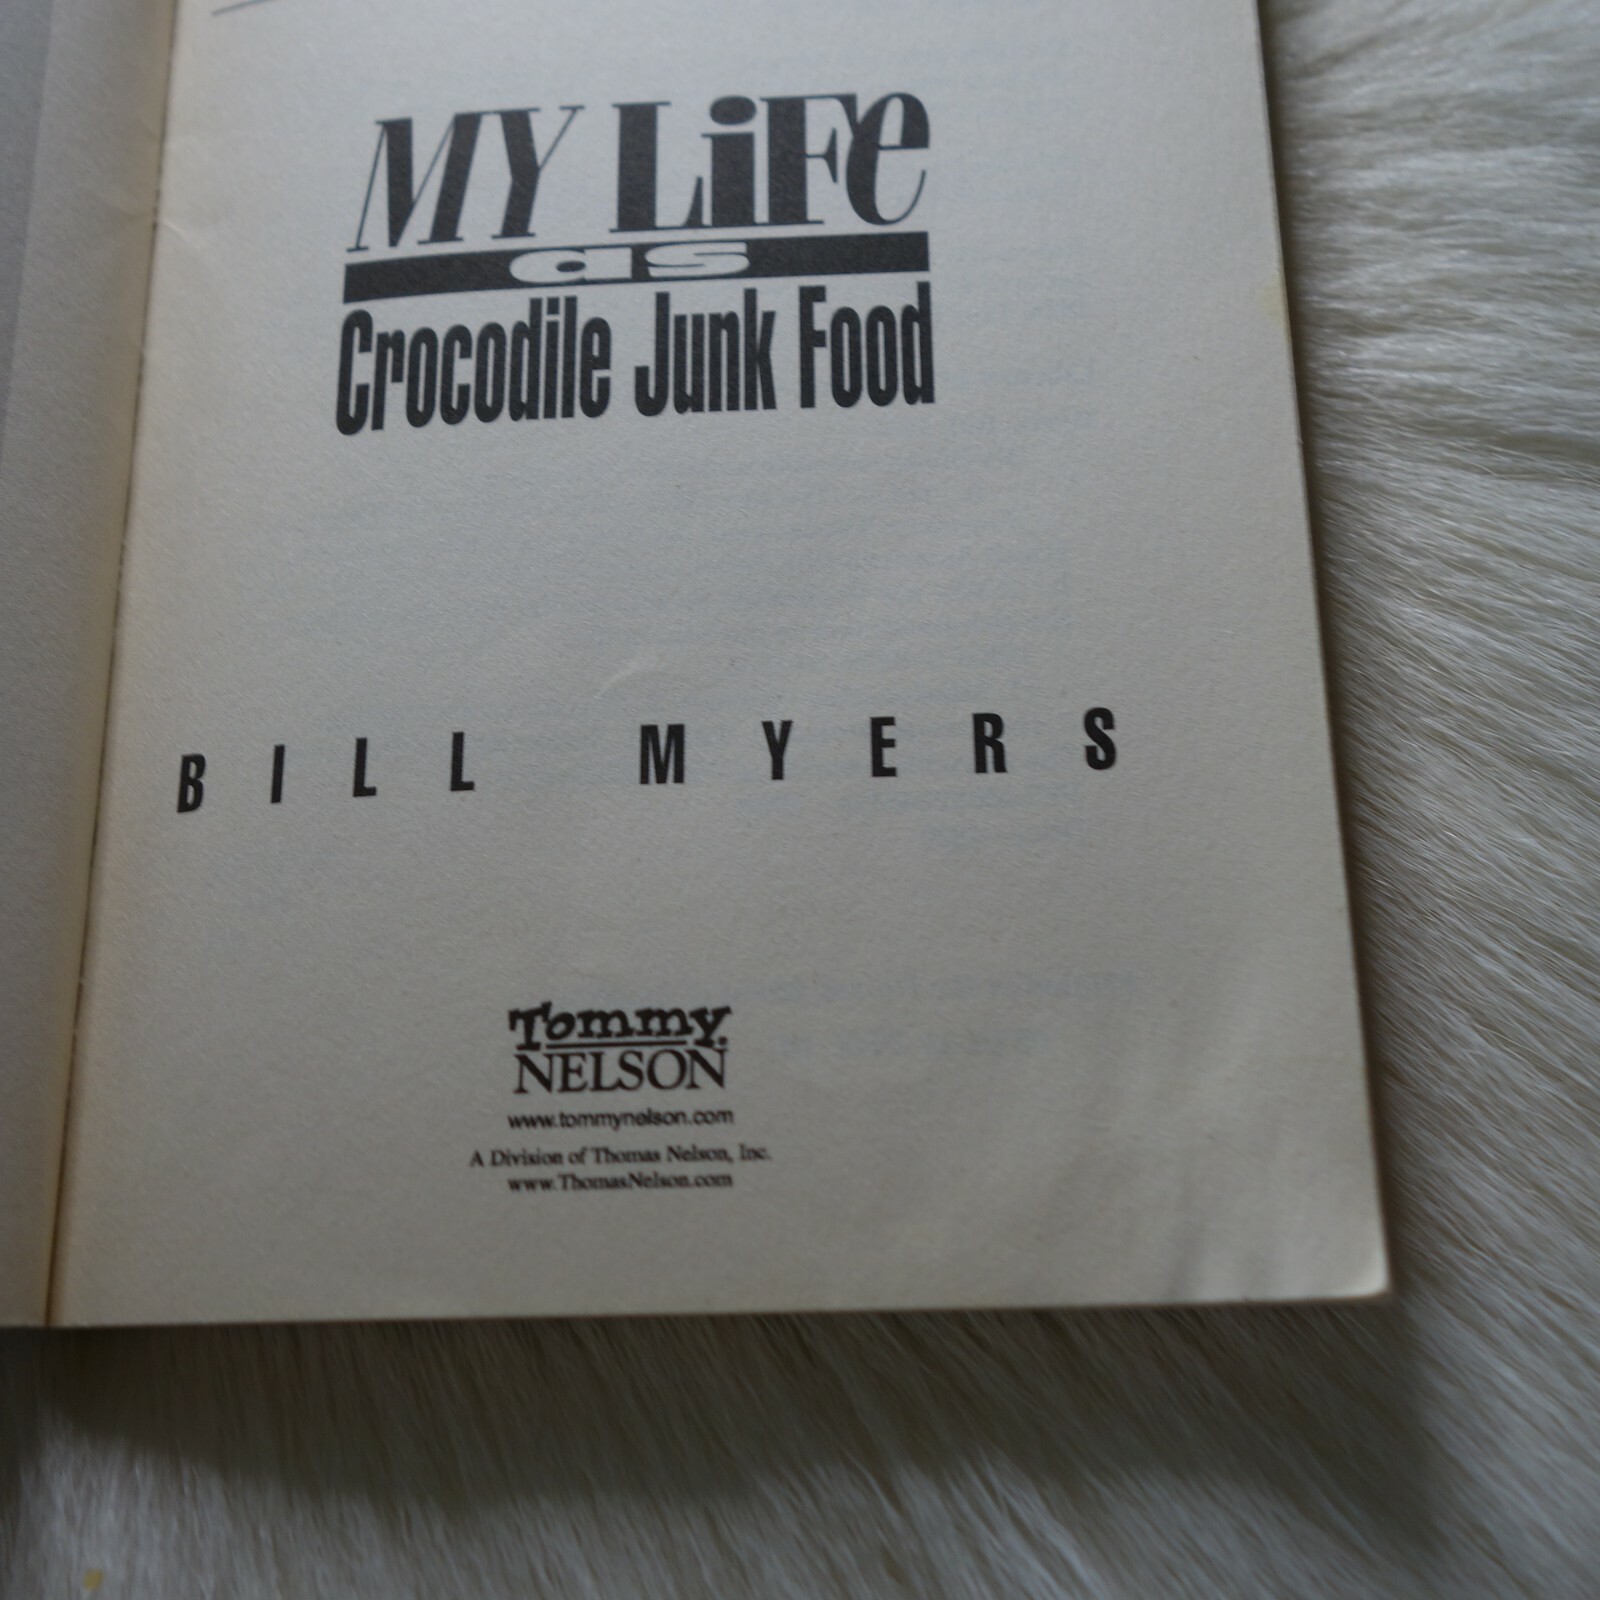 MY LiFe
as
Crocodile Junk Food
BILL MYERS
Tommy
NELSON
www.tommynelson.com
A Division of Thomas Nelson, Inc.
www.ThomasNelson.com